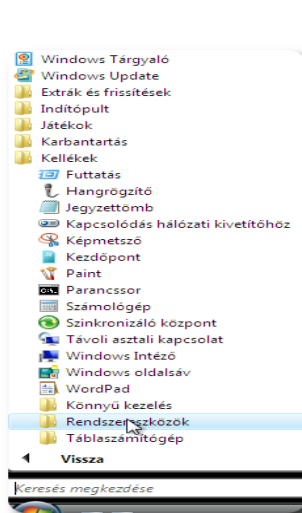 Windows Tárgyaló
Windows Update
Extrák és frissítések
Indítópult
Játékok
Karbantartás
Kellékek
Futtatás
Hangrögzítő
Jegyzettömb
Kapcsolódás hálózati kivetítőhöz
Képmetsző
Kezdőpont
Paint
Parancssor
Számológép
Szinkronizáló központ
Távoli asztali kapcsolat
Windows Intéző
Windows oldalsáv
WordPad
Könnyű kezelés
Rendszereszközök
Táblaszámítógép
Vissza
Keresés megkezdése